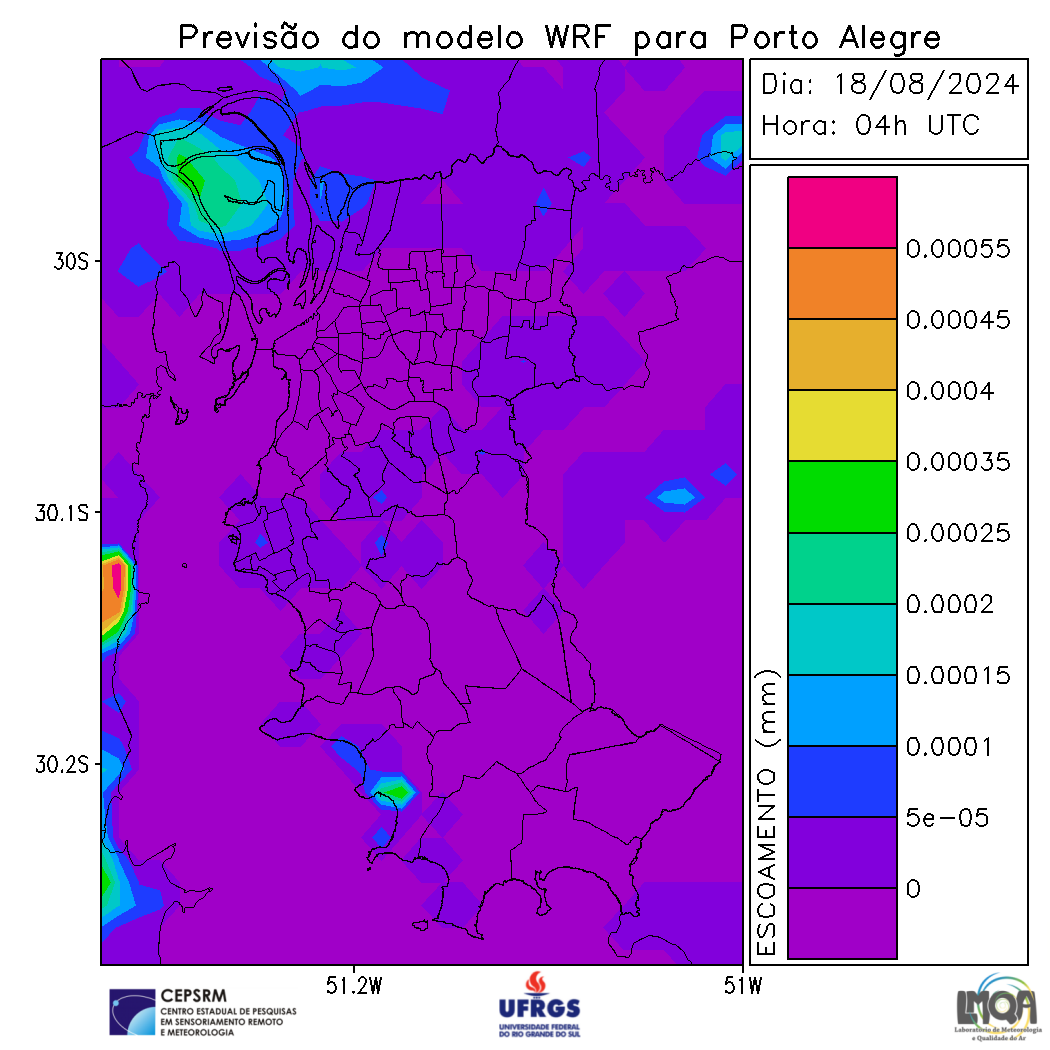 Previsão do modelo WRF para Porto Alegre
Dia: 18/08/2024
Hora: 04h UTC
0.00055
0.00045
0.0004
0.00035
0.00025
0.0002
0.00015
0.0001
5e-05
0
ESCOAMENTO (mm)
30S
30.1S
30.2S
51.2W
51W
CEPSRM
CENTRO ESTADUAL DE PESQUISAS
EM SENSORIAMENTO REMOTO
E METEOROLOGIA
UFRGS
UNIVERSIDADE FEDERAL
DO RIO GRANDE DO SUL
LMQA
Laboratório de Meteorologia
e Qualidade do Ar